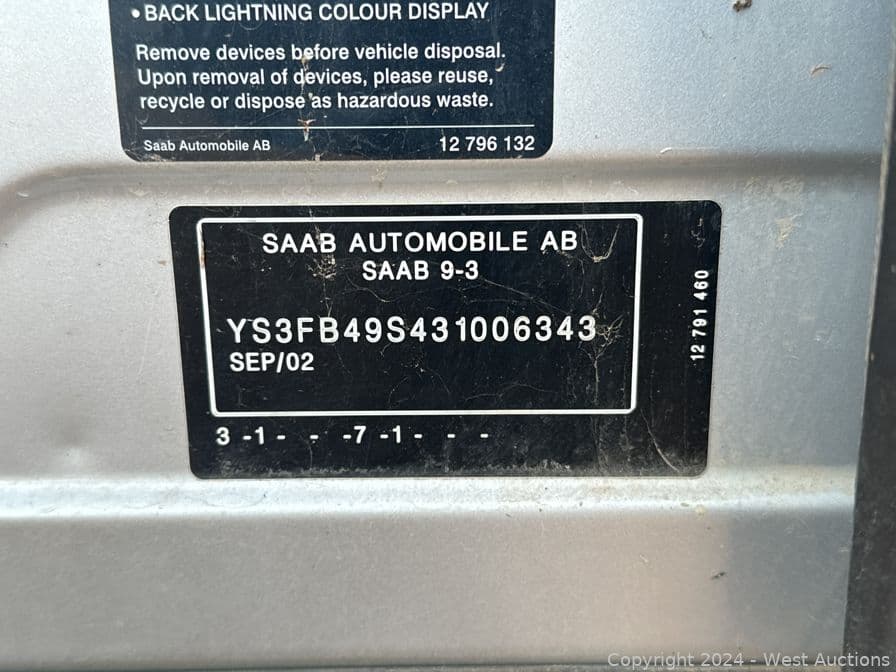 • BACK LIGHTNING COLOUR DISPLAY
Remove devices before vehicle disposal.
Upon removal of devices, please reuse,
recycle or dispose as hazardous waste.
Saab Automobile AB 12 796 132
SAAB AUTOMOBILE AB
SAAB 9-3
YS3FB49S431006343
SEP/02
12 791 460
3 -1 - - -7 -1 - - -
Copyright 2024 - West Auctions